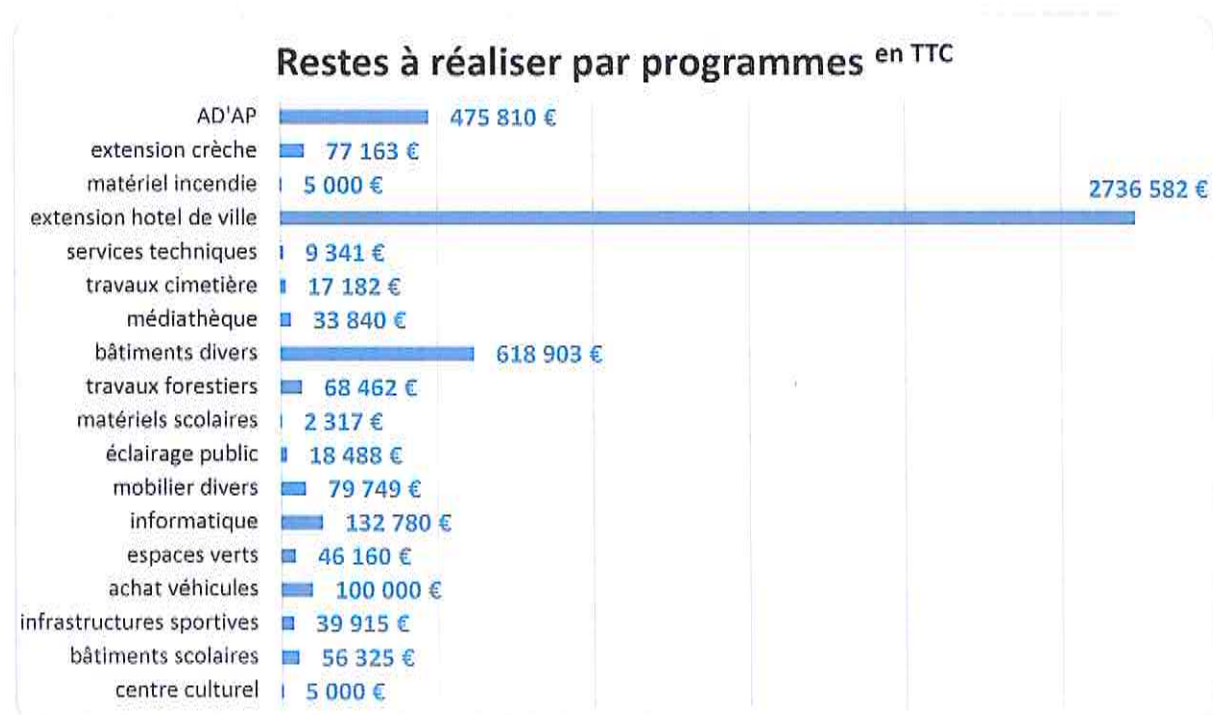 Restes à réaliser par programmes en TTC
AD'AP 475 810 €
extension crèche 77 163 €
matériel incendie 5 000 €
extension hotel de ville 2736 582 €
services techniques 9 341 €
travaux cimetière 17 182 €
médiathèque 33 840 €
bâtiments divers 618 903 €
travaux forestiers 68 462 €
matériels scolaires 2 317 €
éclairage public 18 488 €
mobilier divers 79 749 €
informatique 132 780 €
espaces verts 46 160 €
achat véhicules 100 000 €
infrastructures sportives 39 915 €
bâtiments scolaires 56 325 €
centre culturel 5 000 €